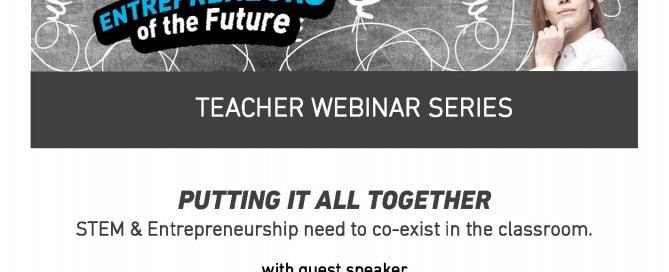 ENTREPRENEURS
of the Future
TEACHER WEBINAR SERIES
PUTTING IT ALL TOGETHER
STEM & Entrepreneurship need to co-exist in the classroom.
with guest speaker